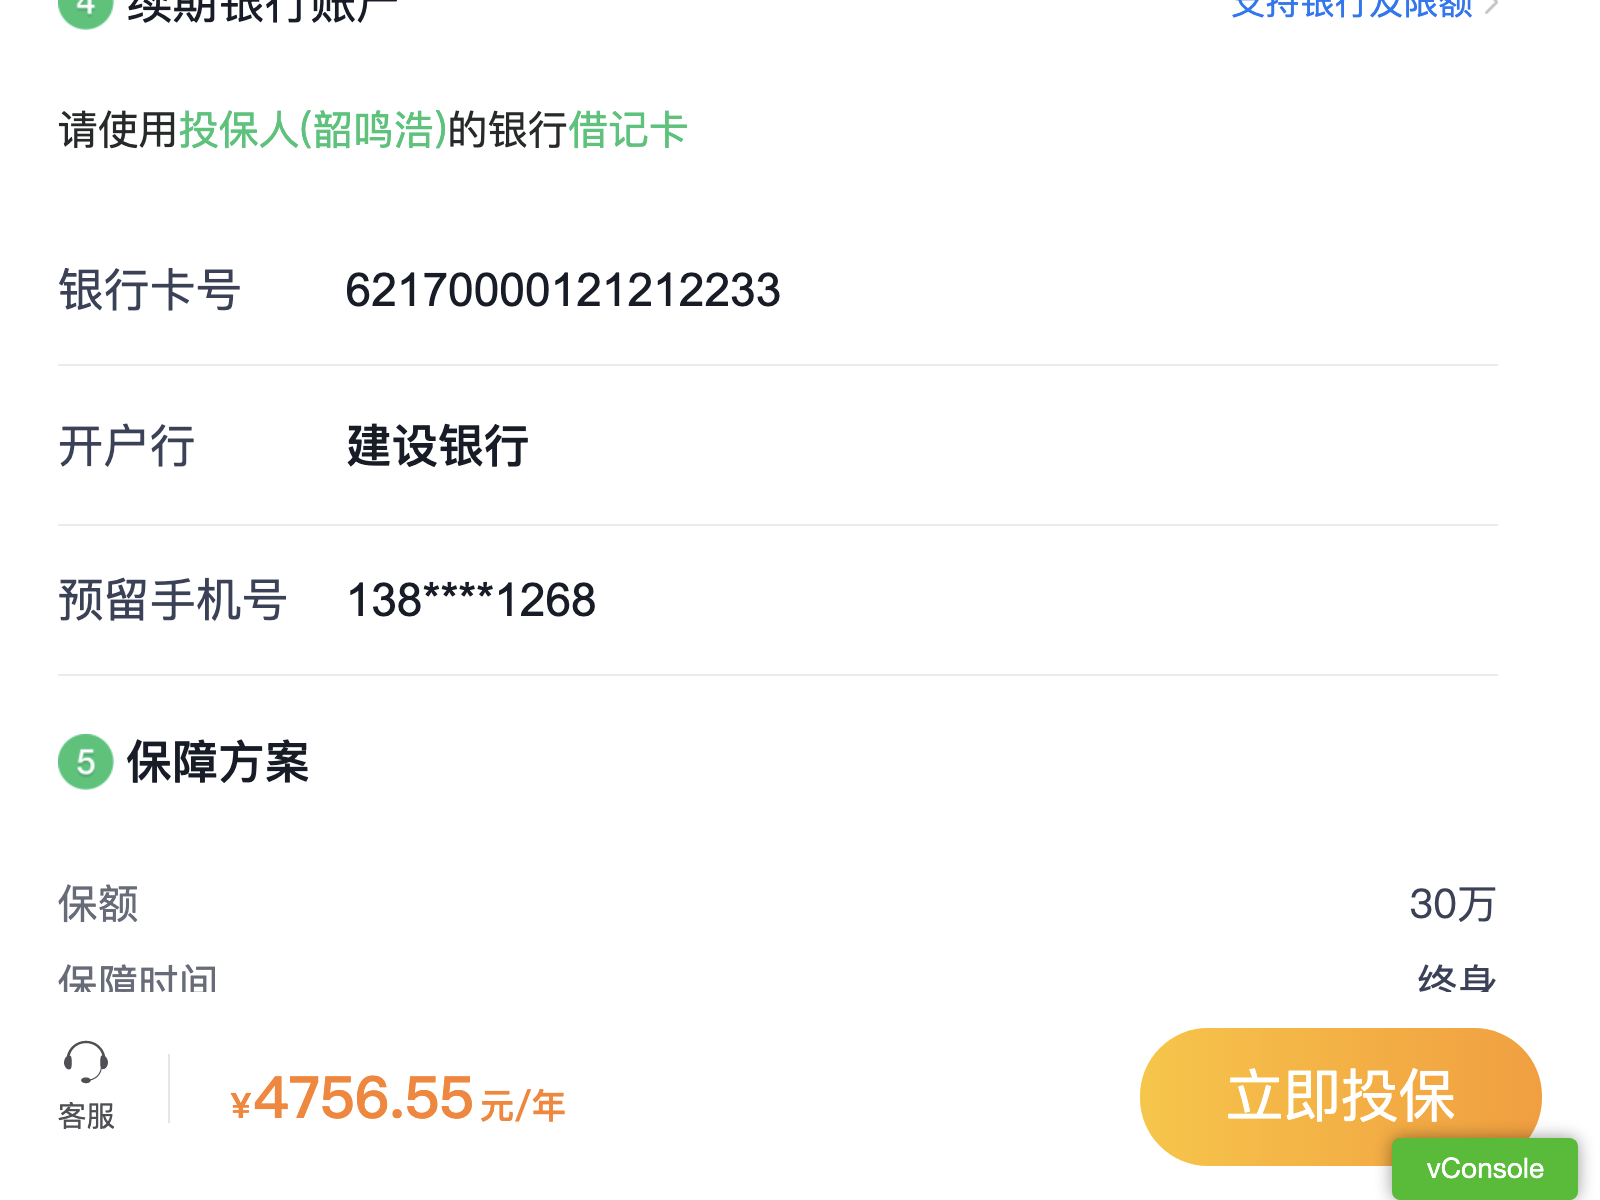 4 续期银行账户
支持银行及限额
请使用投保人(韶鸣浩)的银行借记卡
银行卡号 62170000121212233
开户行 建设银行
预留手机号 138****1268
5 保障方案
保额 30万
保障时间 终身
客服
¥4756.55元/年
立即投保
vConsole